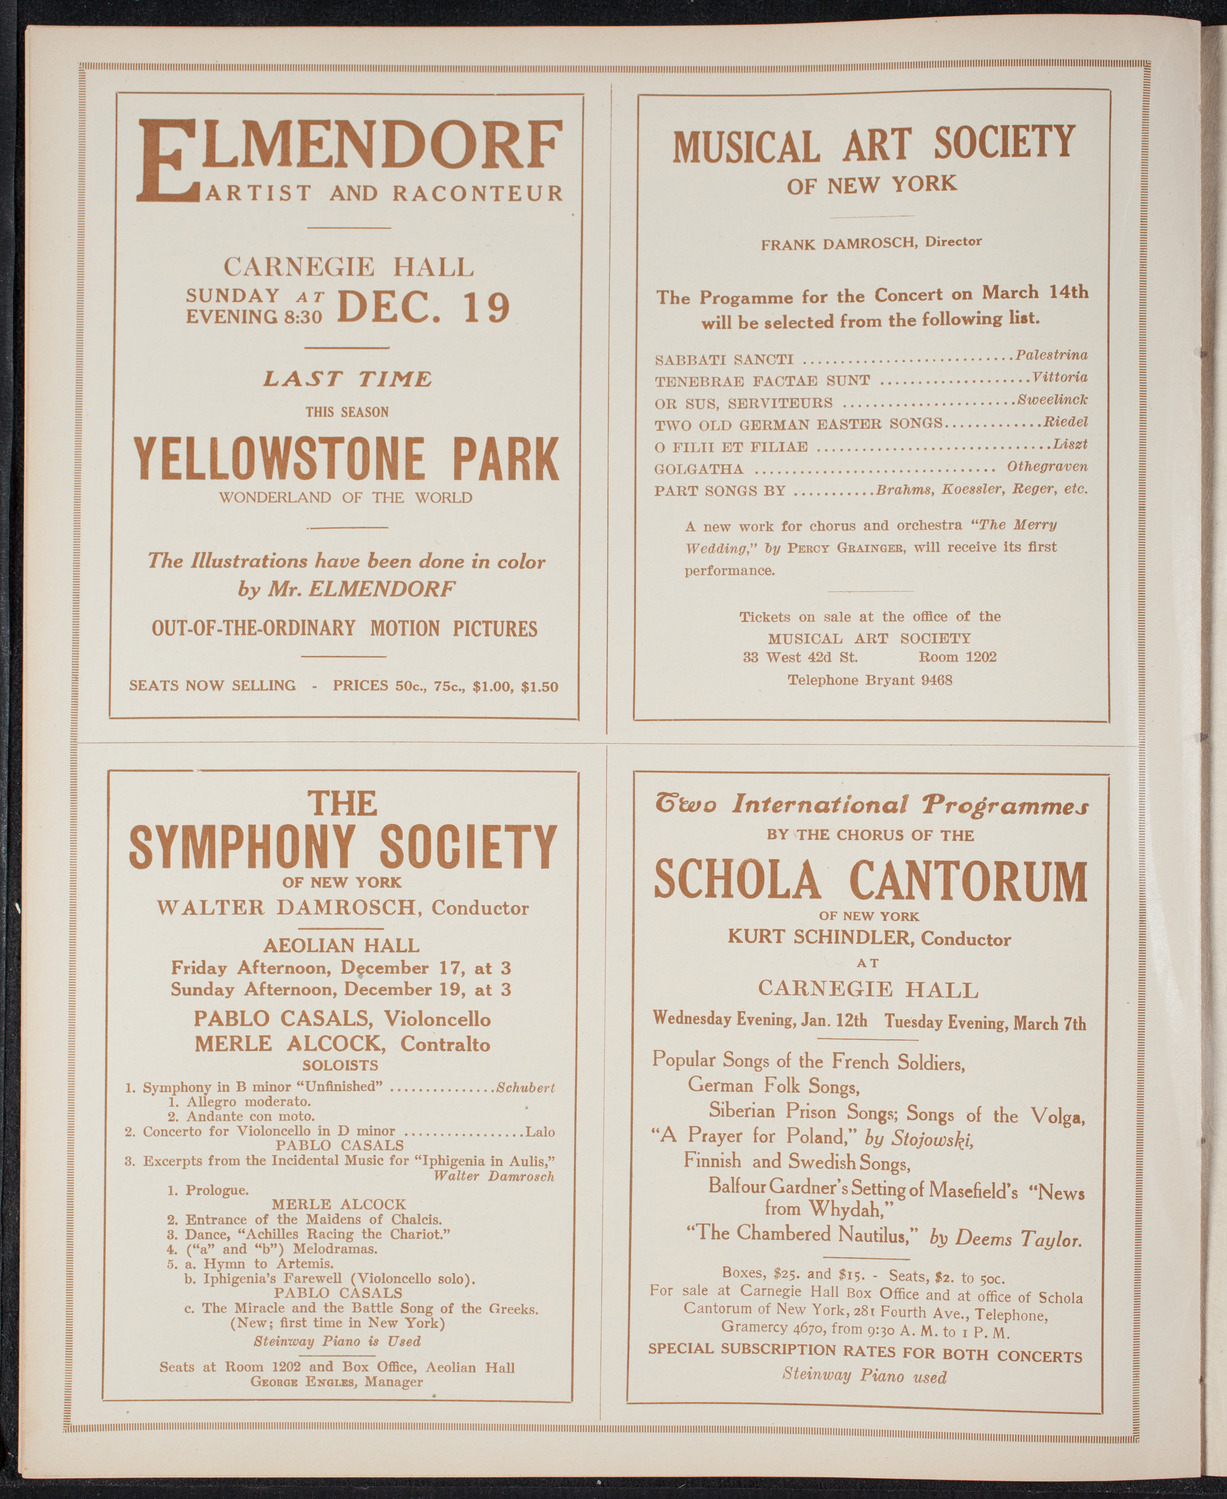 ELMENDORF
ARTIST AND RACONTEUR
CARNEGIE HALL
SUNDAY AT
EVENING 8:30 DEC. 19
LAST TIME
THIS SEASON
YELLOWSTONE PARK
WONDERLAND OF THE WORLD
The Illustrations have been done in color
by Mr. ELMENDORF
OUT-OF-THE-ORDINARY MOTION PICTURES
SEATS NOW SELLING - PRICES 50c., 75c., $1.00, $1.50
MUSICAL ART SOCIETY
OF NEW YORK
FRANK DAMROSCH, Director
The Progamme for the Concert on March 14th
will be selected from the following list.
SABBATI SANCTI ............................Palestrina
TENEBRAE FACTAE SUNT ....................Vittoria
OR SUS, SERVITEURS .......................Sweelinck
TWO OLD GERMAN EASTER SONGS.............Riedel
O FILII ET FILIAE ...............................Liszt
GOLGATHA ................................ Othegraven
PART SONGS BY ...........Brahms, Koessler, Reger, etc.
A new work for chorus and orchestra "The Merry
Wedding," by PERCY GRAINGER, will receive its first
performance.
Tickets on sale at the office of the
MUSICAL ART SOCIETY
33 West 42d St. Room 1202
Telephone Bryant 9468
THE
SYMPHONY SOCIETY
OF NEW YORK
WALTER DAMROSCH, Conductor
AEOLIAN HALL
Friday Afternoon, December 17, at 3
Sunday Afternoon, December 19, at 3
PABLO CASALS, Violoncello
MERLE ALCOCK, Contralto
SOLOISTS
1. Symphony in B minor "Unfinished" ...............Schubert
1. Allegro moderato.
2. Andante con moto.
2. Concerto for Violoncello in D minor .................Lalo
PABLO CASALS
3. Excerpts from the Incidental Music for "Iphigenia in Aulis,"
Walter Damrosch
1. Prologue.
MERLE ALCOCK
2. Entrance of the Maidens of Chalcis.
3. Dance, "Achilles Racing the Chariot."
4. ("a" and "b") Melodramas.
5. a. Hymn to Artemis.
b. Iphigenia's Farewell (Violoncello solo).
PABLO CASALS
c. The Miracle and the Battle Song of the Greeks.
(New; first time in New York)
Steinway Piano is Used
Seats at Room 1202 and Box Office, Aeolian Hall
GEORGE ENGLES, Manager
Two International Programmes
BY THE CHORUS OF THE
SCHOLA CANTORUM
OF NEW YORK
KURT SCHINDLER, Conductor
AT
CARNEGIE HALL
Wednesday Evening, Jan. 12th Tuesday Evening, March 7th
Popular Songs of the French Soldiers,
German Folk Songs,
Siberian Prison Songs; Songs of the Volga,
"A Prayer for Poland," by Stojowski,
Finnish and Swedish Songs,
Balfour Gardner's Setting of Masefield's "News
from Whydah,"
"The Chambered Nautilus," by Deems Taylor.
Boxes, $25. and $15. - Seats, $2. to 50c.
For sale at Carnegie Hall Box Office and at office of Schola
Cantorum of New York, 281 Fourth Ave., Telephone,
Gramercy 4670, from 9:30 A. M. to 1 P. M.
SPECIAL SUBSCRIPTION RATES FOR BOTH CONCERTS
Steinway Piano used